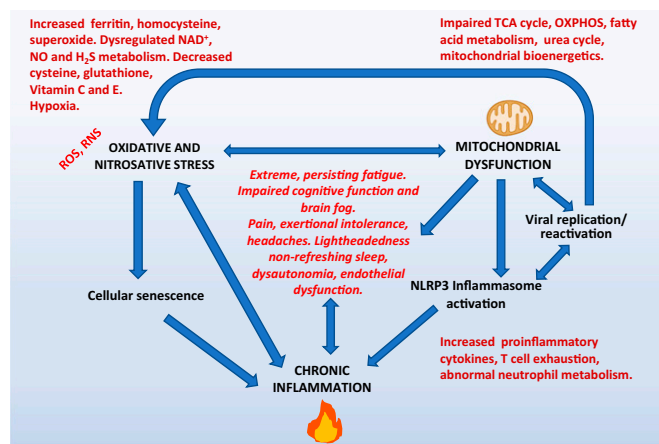 Increased ferritin, homocysteine,
superoxide. Dysregulated NAD⁺,
NO and H₂S metabolism. Decreased
cysteine, glutathione,
Vitamin C and E.
Hypoxia.
Impaired TCA cycle, OXPHOS, fatty
acid metabolism, urea cycle,
mitochondrial bioenergetics.
ROS, RNS
OXIDATIVE AND
NITROSATIVE STRESS
MITOCHONDRIAL
DYSFUNCTION
Extreme, persisting fatigue.
Impaired cognitive function and
brain fog.
Pain, exertional intolerance,
headaches. Lightheadedness
non-refreshing sleep,
dysautonomia, endothelial
dysfunction.
Viral replication/
reactivation
Cellular senescence
NLRP3 Inflammasome
activation
CHRONIC
INFLAMMATION
Increased proinflammatory
cytokines, T cell exhaustion,
abnormal neutrophil metabolism.